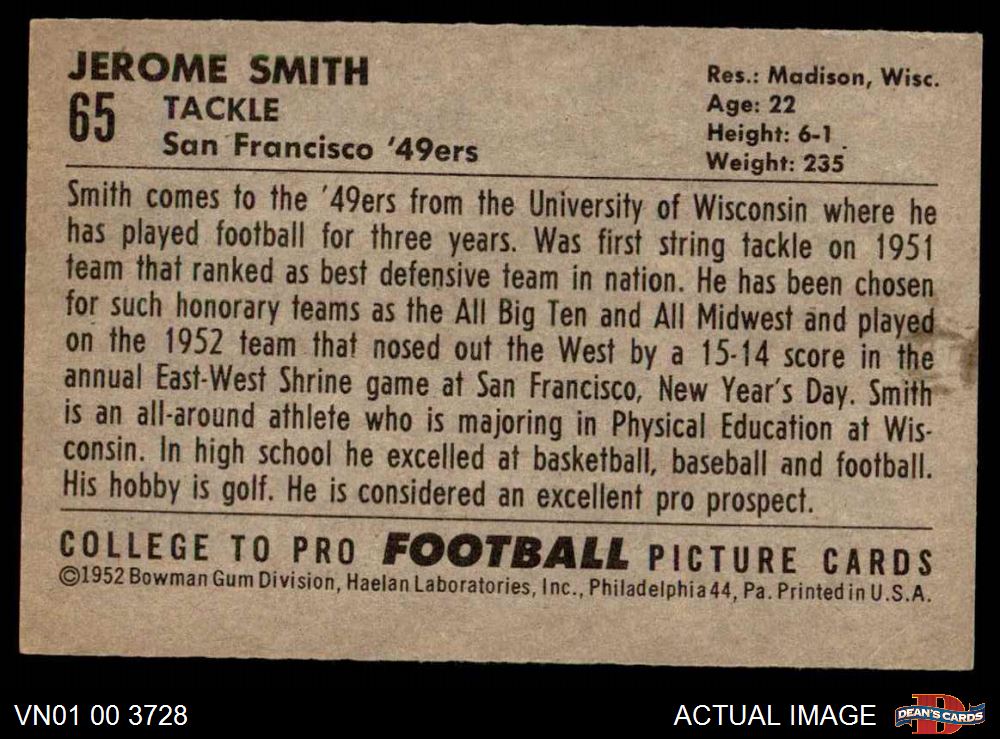 JEROME SMITH
65 TACKLE
San Francisco '49ers
Res.: Madison, Wisc.
Age: 22
Height: 6-1
Weight: 235
Smith comes to the '49ers from the University of Wisconsin where he
has played football for three years. Was first string tackle on 1951
team that ranked as best defensive team in nation. He has been chosen
for such honorary teams as the All Big Ten and All Midwest and played
on the 1952 team that nosed out the West by a 15-14 score in the
annual East-West Shrine game at San Francisco, New Year's Day. Smith
is an all-around athlete who is majoring in Physical Education at Wis-
consin. In high school he excelled at basketball, baseball and football.
His hobby is golf. He is considered an excellent pro prospect.
COLLEGE TO PRO FOOTBALL PICTURE CARDS
©1952 Bowman Gum Division, Haelan Laboratories, Inc., Philadelphia 44, Pa. Printed in U.S.A.
VN01 00 3728
ACTUAL IMAGE
D
DEAN'S CARDS